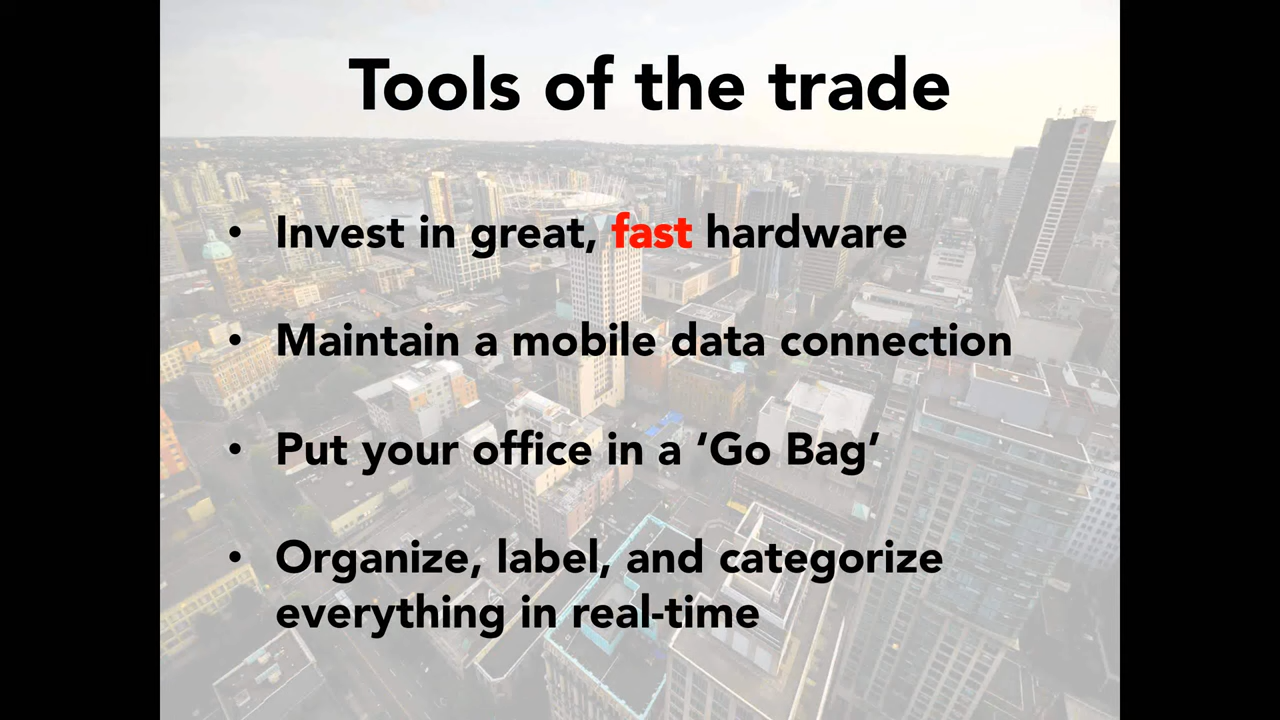 Tools of the trade
• Invest in great, fast hardware
• Maintain a mobile data connection
• Put your office in a ‘Go Bag’
• Organize, label, and categorize
everything in real-time